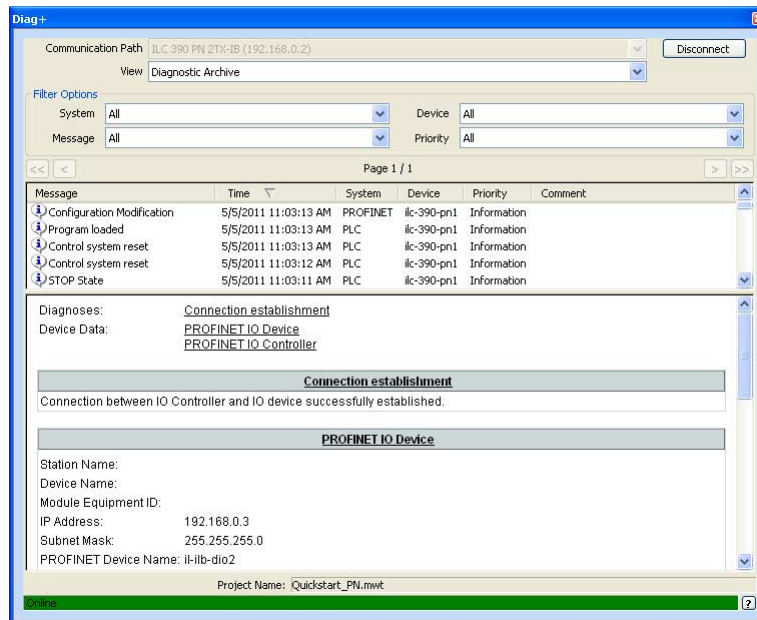 Diag+
Communication Path ILC 390 PN 2TX-IB (192.168.0.2) Disconnect
View Diagnostic Archive
Filter Options
System All Device All
Message All Priority All
<< < Page 1 / 1 > >>
Message Time System Device Priority Comment
Configuration Modification 5/5/2011 11:03:13 AM PROFINET ilc-390-pn1 Information
Program loaded 5/5/2011 11:03:13 AM PLC ilc-390-pn1 Information
Control system reset 5/5/2011 11:03:13 AM PLC ilc-390-pn1 Information
Control system reset 5/5/2011 11:03:12 AM PLC ilc-390-pn1 Information
STOP State 5/5/2011 11:03:11 AM PLC ilc-390-pn1 Information
Diagnoses: Connection establishment
Device Data: PROFINET IO Device
PROFINET IO Controller
Connection establishment
Connection between IO Controller and IO device successfully established.
PROFINET IO Device
Station Name:
Device Name:
Module Equipment ID:
IP Address: 192.168.0.3
Subnet Mask: 255.255.255.0
PROFINET Device Name: il-ilb-dio2
Project Name: Quickstart_PN.mwt
Online ?